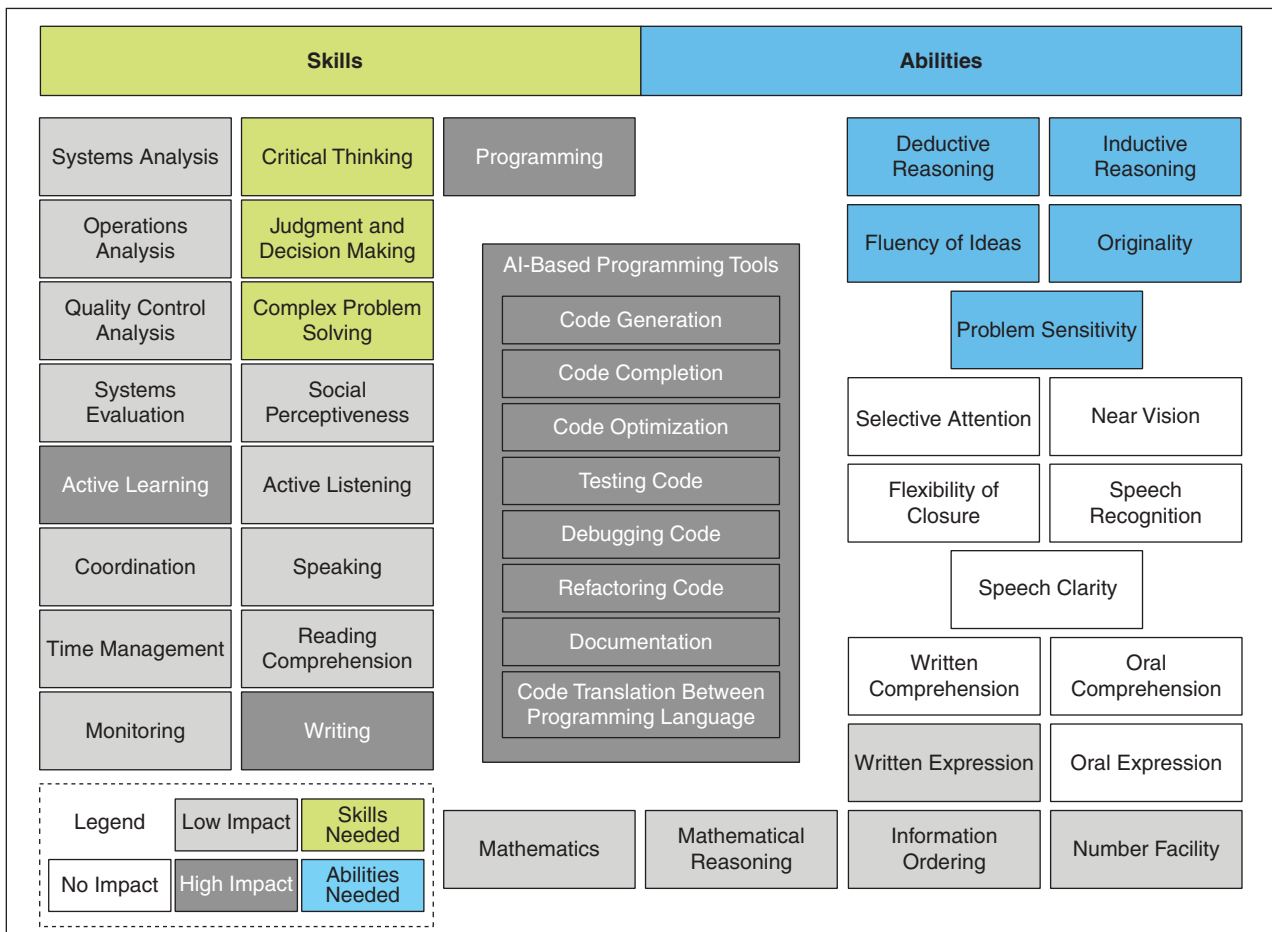 Skills
Abilities
Systems Analysis
Critical Thinking
Programming
Deductive
Reasoning
Inductive
Reasoning
Operations
Analysis
Judgment and
Decision Making
Fluency of Ideas
Originality
Quality Control
Analysis
Complex Problem
Solving
Problem Sensitivity
Systems
Evaluation
Social
Perceptiveness
Selective Attention
Near Vision
Active Learning
Active Listening
Flexibility of
Closure
Speech
Recognition
Coordination
Speaking
Speech Clarity
Time Management
Reading
Comprehension
Written
Comprehension
Oral
Comprehension
Monitoring
Writing
Written Expression
Oral Expression
AI-Based Programming Tools
Code Generation
Code Completion
Code Optimization
Testing Code
Debugging Code
Refactoring Code
Documentation
Code Translation Between
Programming Language
Mathematics
Mathematical
Reasoning
Information
Ordering
Number Facility
Legend
Low Impact
Skills
Needed
No Impact
High Impact
Abilities
Needed